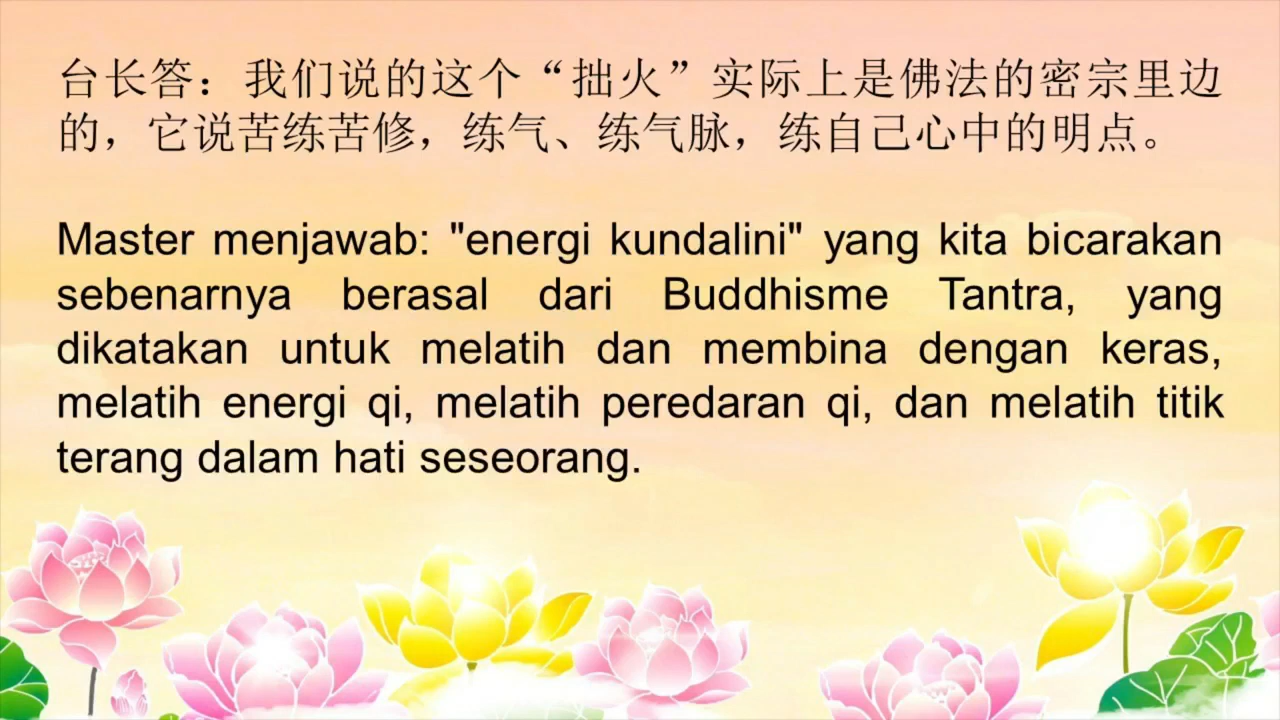 台长答：我们说的这个“拙火”实际上是佛法的密宗里边
的，它说苦练苦修，练气、练气脉，练自己心中的明点。
Master menjawab: "energi kundalini" yang kita bicarakan
sebenarnya berasal dari Buddhisme Tantra, yang
dikatakan untuk melatih dan membina dengan keras,
melatih energi qi, melatih peredaran qi, dan melatih titik
terang dalam hati seseorang.